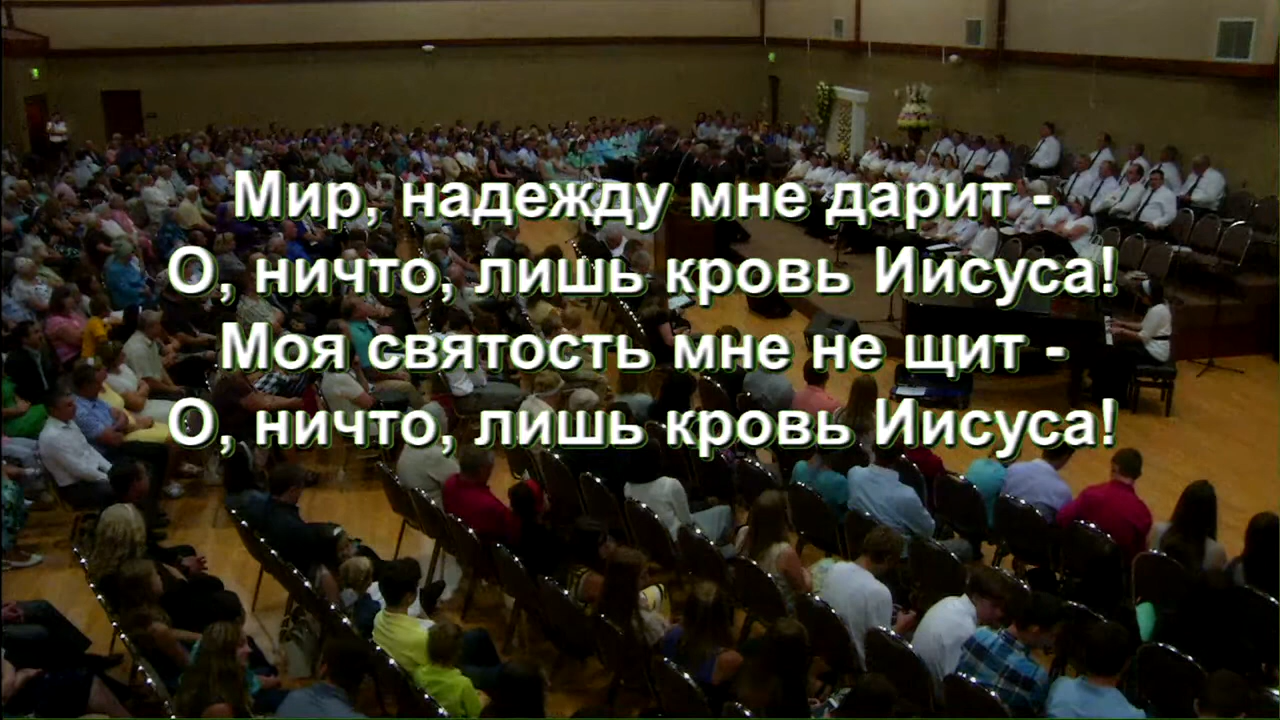 Мир, надежду мне дарит -
О, ничто, лишь кровь Иисуса!
Моя святость мне не щит -
О, ничто, лишь кровь Иисуса!